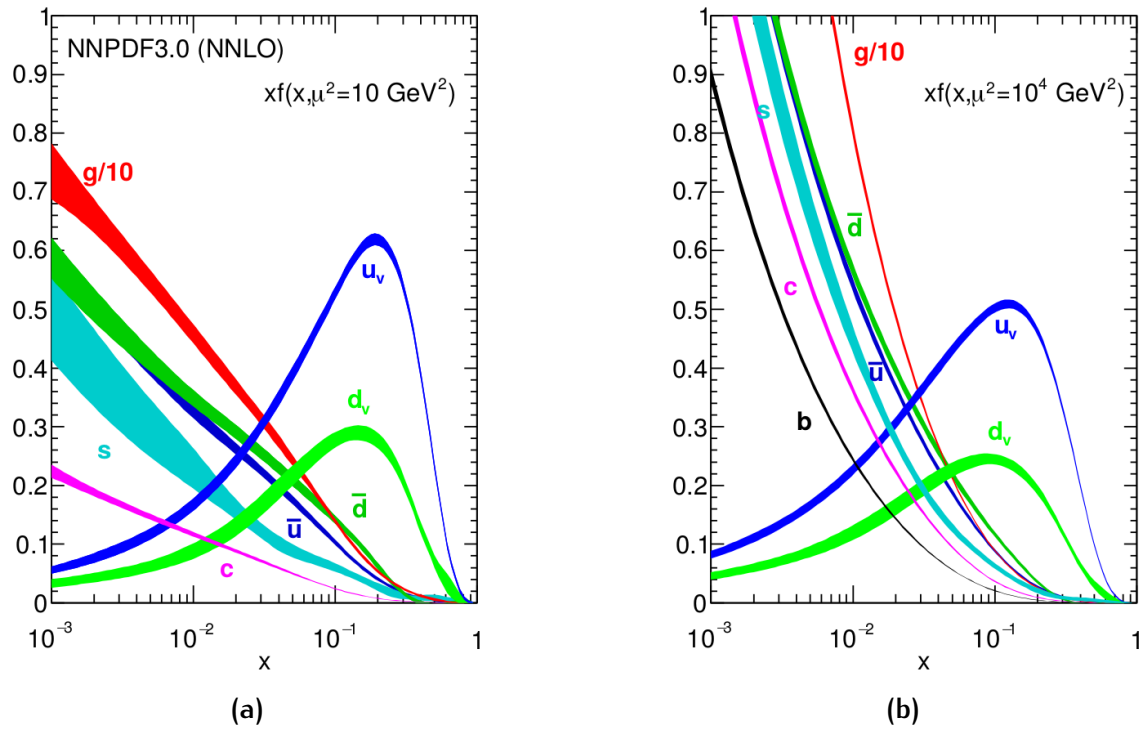 NNPDF3.0 (NNLO)
xf(x,μ²=10 GeV²)
g/10
u_v
d_v
s
d̅
u̅
c
1
0.9
0.8
0.7
0.6
0.5
0.4
0.3
0.2
0.1
0
10⁻³
10⁻²
10⁻¹
1
x
(a)
g/10
xf(x,μ²=10⁴ GeV²)
s
d̅
c
u_v
u̅
b
d_v
1
0.9
0.8
0.7
0.6
0.5
0.4
0.3
0.2
0.1
0
10⁻³
10⁻²
10⁻¹
1
x
(b)